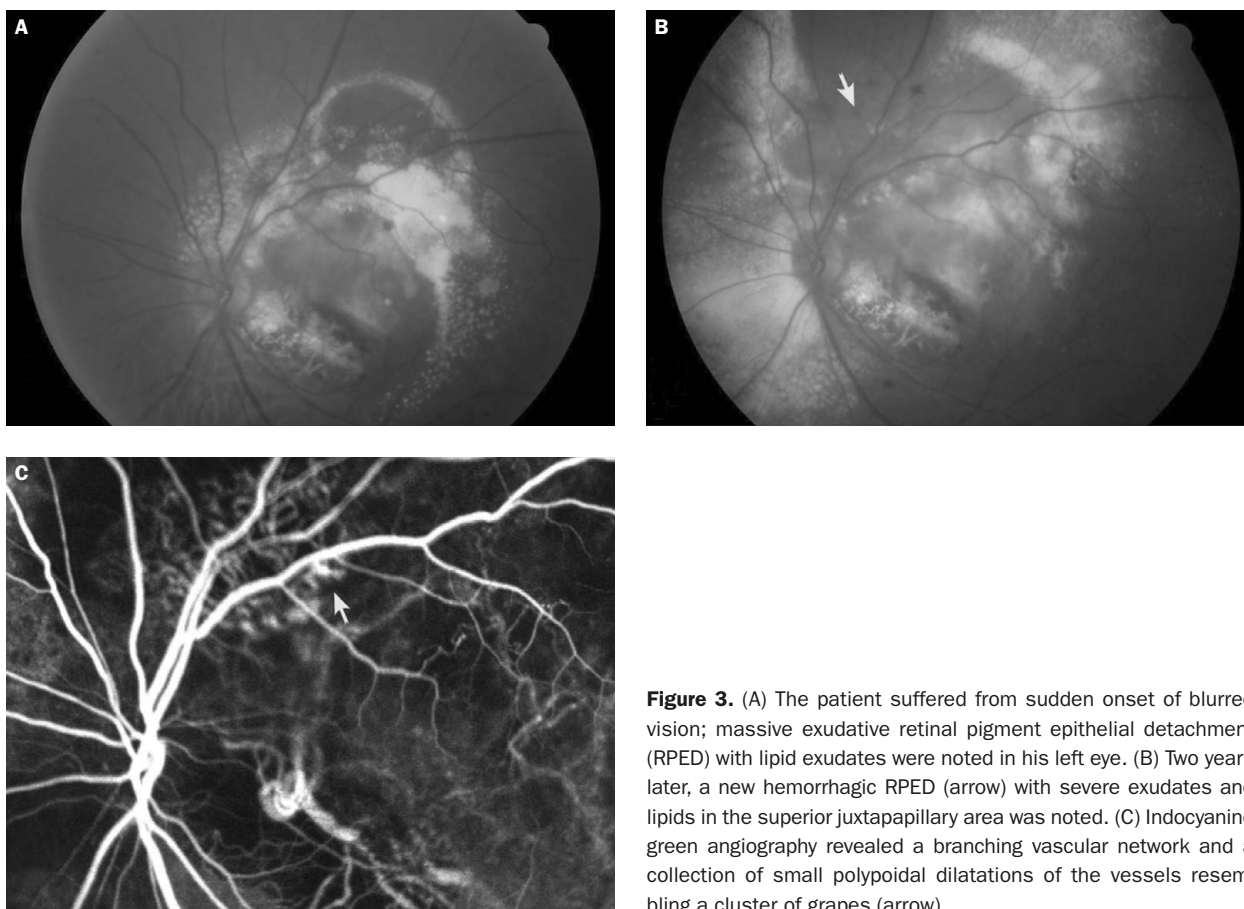 A
B
C
Figure 3. (A) The patient suffered from sudden onset of blurred
vision; massive exudative retinal pigment epithelial detachmen
(RPED) with lipid exudates were noted in his left eye. (B) Two year
later, a new hemorrhagic RPED (arrow) with severe exudates and
lipids in the superior juxtapapillary area was noted. (C) Indocyanine
green angiography revealed a branching vascular network and a
collection of small polypoidal dilatations of the vessels resem
bling a cluster of grapes (arrow)